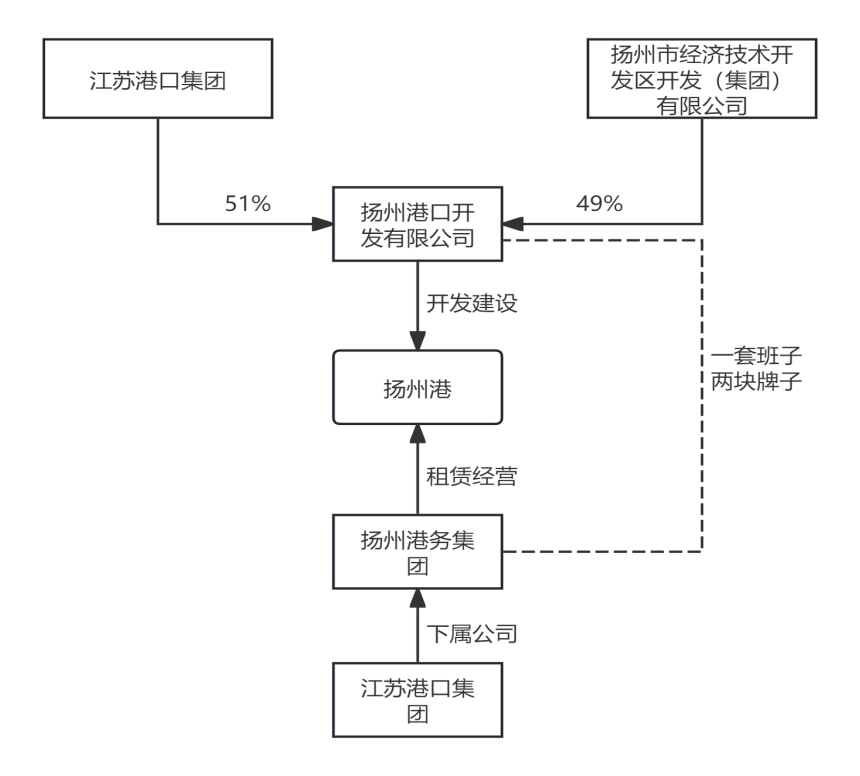 江苏港口集团
扬州市经济技术开
发区开发（集团）
有限公司
51%
49%
扬州港口开
发有限公司
开发建设
一套班子
两块牌子
扬州港
租赁经营
扬州港务集
团
下属公司
江苏港口集
团